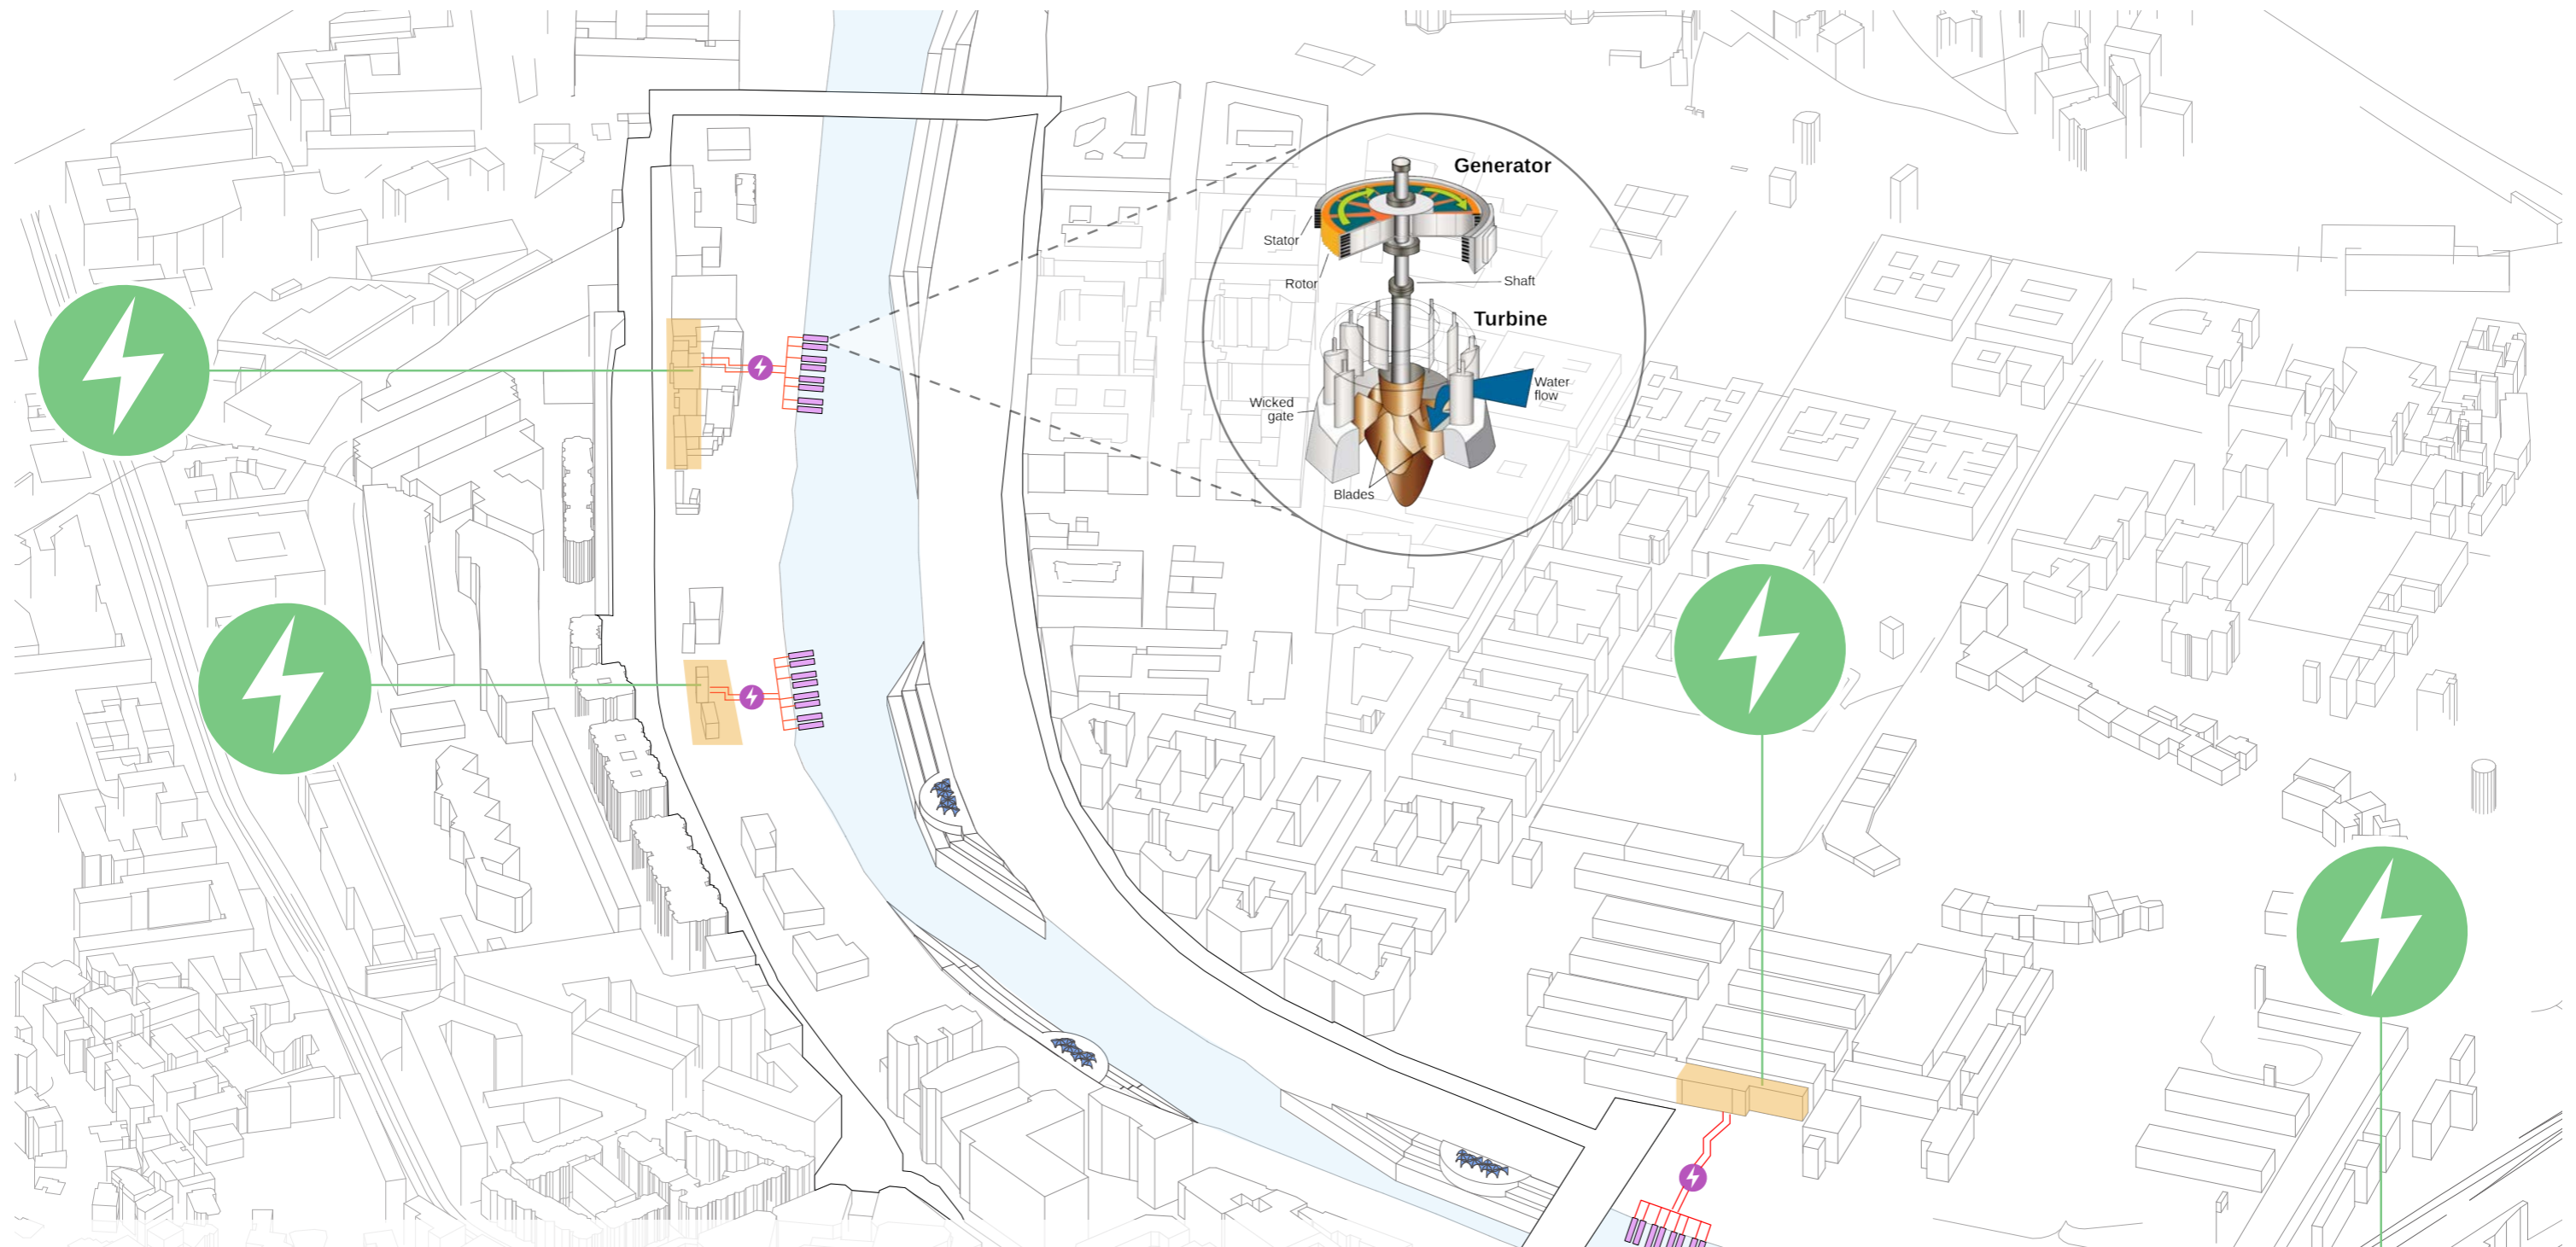 Generator
Stator
Rotor
Shaft
Turbine
Water
flow
Wicked
gate
Blades